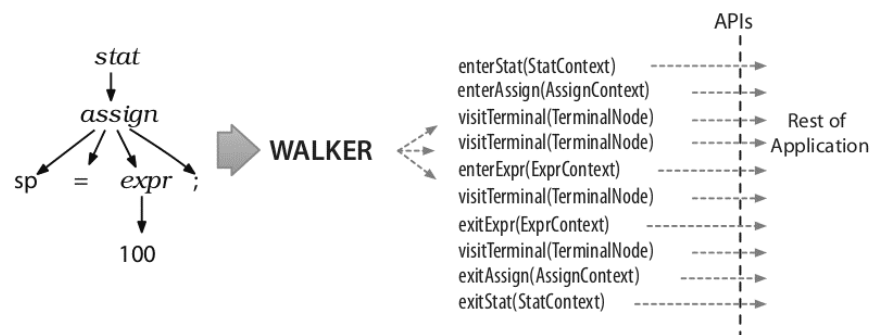 stat
assign
sp = expr ;
100
WALKER
APIs
enterStat(StatContext)
enterAssign(AssignContext)
visitTerminal(TerminalNode)
visitTerminal(TerminalNode)
enterExpr(ExprContext)
visitTerminal(TerminalNode)
exitExpr(ExprContext)
visitTerminal(TerminalNode)
exitAssign(AssignContext)
exitStat(StatContext)
Rest of
Application